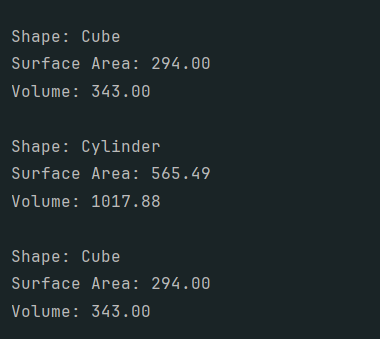 Shape: Cube
Surface Area: 294.00
Volume: 343.00
Shape: Cylinder
Surface Area: 565.49
Volume: 1017.88
Shape: Cube
Surface Area: 294.00
Volume: 343.00